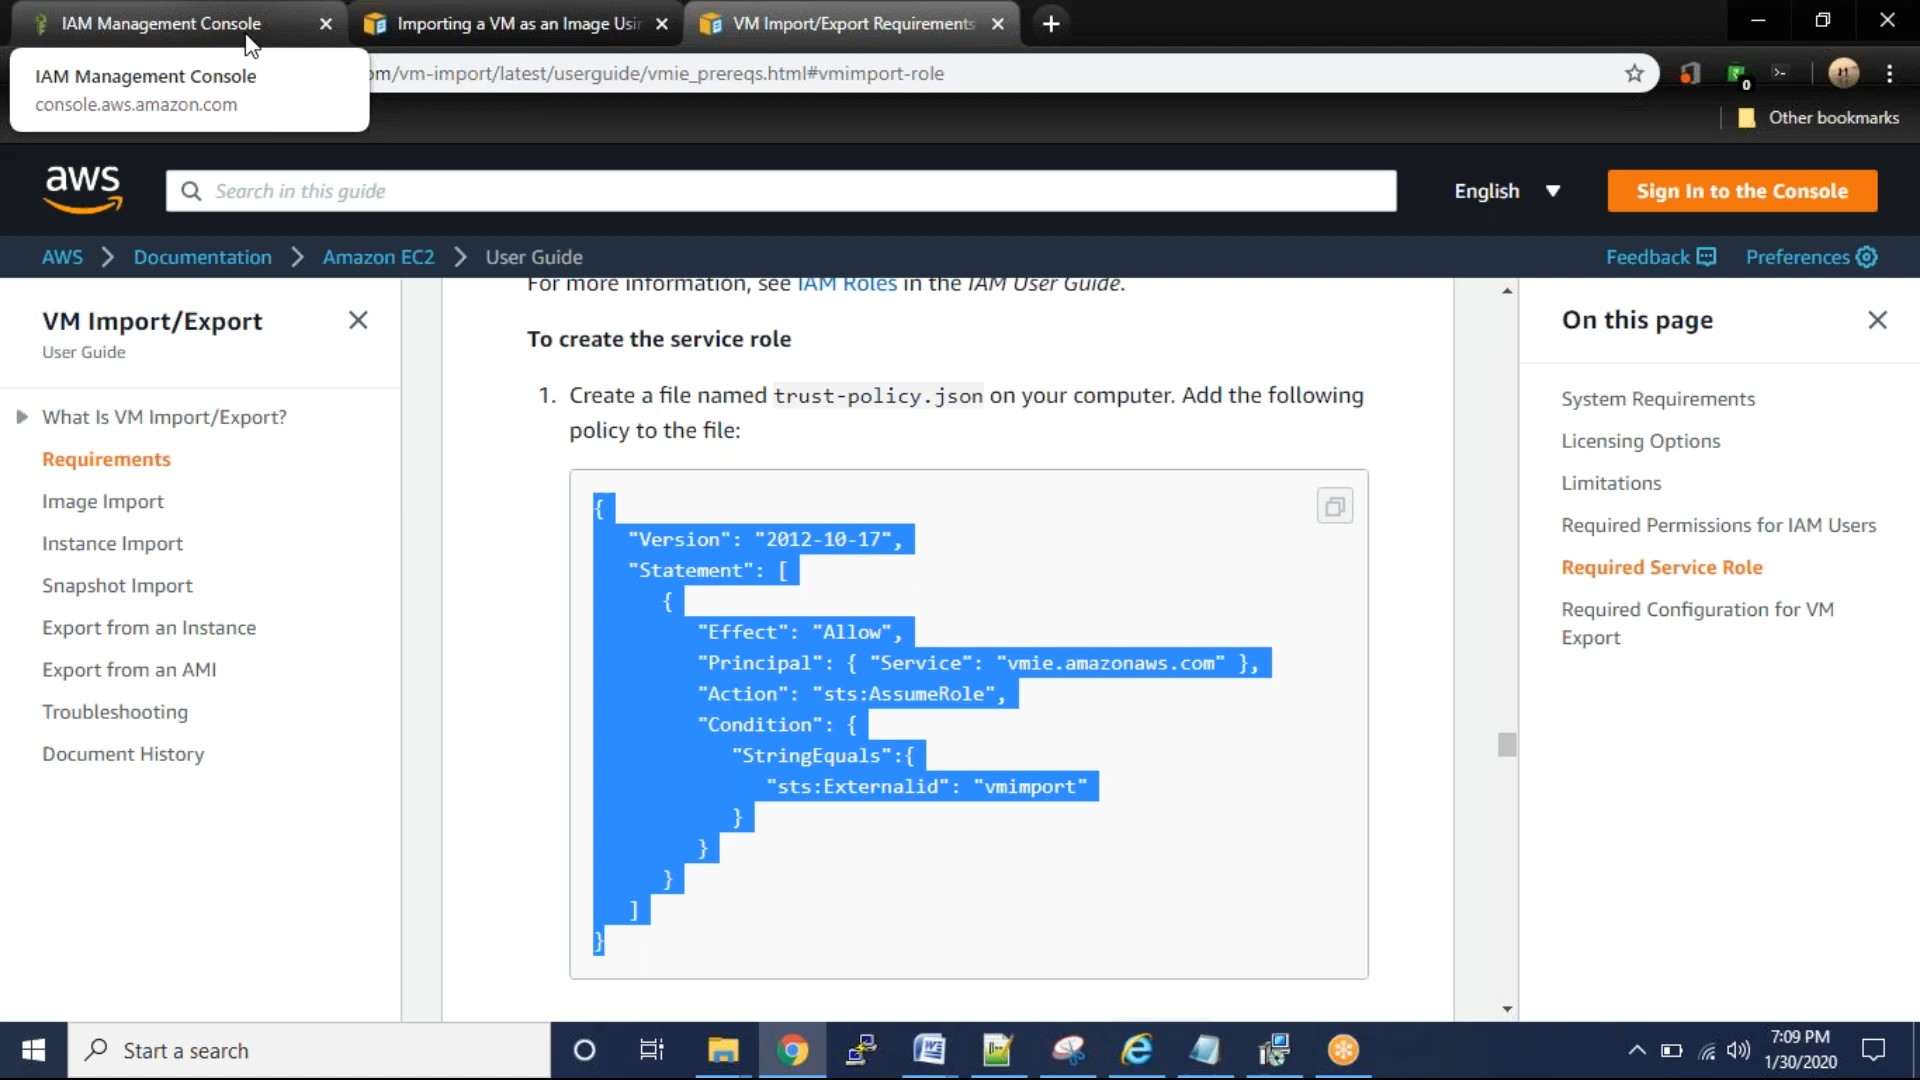 IAM Management Console
Importing a VM as an Image Usin
VM Import/Export Requirements
IAM Management Console
console.aws.amazon.com
om/vm-import/latest/userguide/vmie_prereqs.html#vmimport-role
0
Other bookmarks
aws
Search in this guide
English
Sign In to the Console
AWS
Documentation
Amazon EC2
User Guide
Feedback
Preferences
VM Import/Export
User Guide
What Is VM Import/Export?
Requirements
Image Import
Instance Import
Snapshot Import
Export from an Instance
Export from an AMI
Troubleshooting
Document History
For more information, see IAM Roles in the IAM User Guide.
To create the service role
1. Create a file named trust-policy.json on your computer. Add the following
policy to the file:
{
"Version": "2012-10-17",
"Statement": [
{
"Effect": "Allow",
"Principal": { "Service": "vmie.amazonaws.com" },
"Action": "sts:AssumeRole",
"Condition": {
"StringEquals":{
"sts:Externalid": "vmimport"
}
}
}
]
}
On this page
System Requirements
Licensing Options
Limitations
Required Permissions for IAM Users
Required Service Role
Required Configuration for VM
Export
Start a search
7:09 PM
1/30/2020